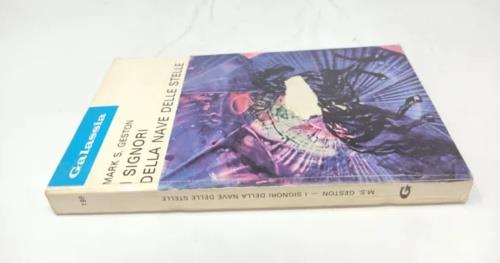 Galassia
MARK S. GESTON
I SIGNORI
DELLA NAVE DELLE STELLE
M.S. GESTON — I SIGNORI DELLA NAVE DELLE STELLE
G